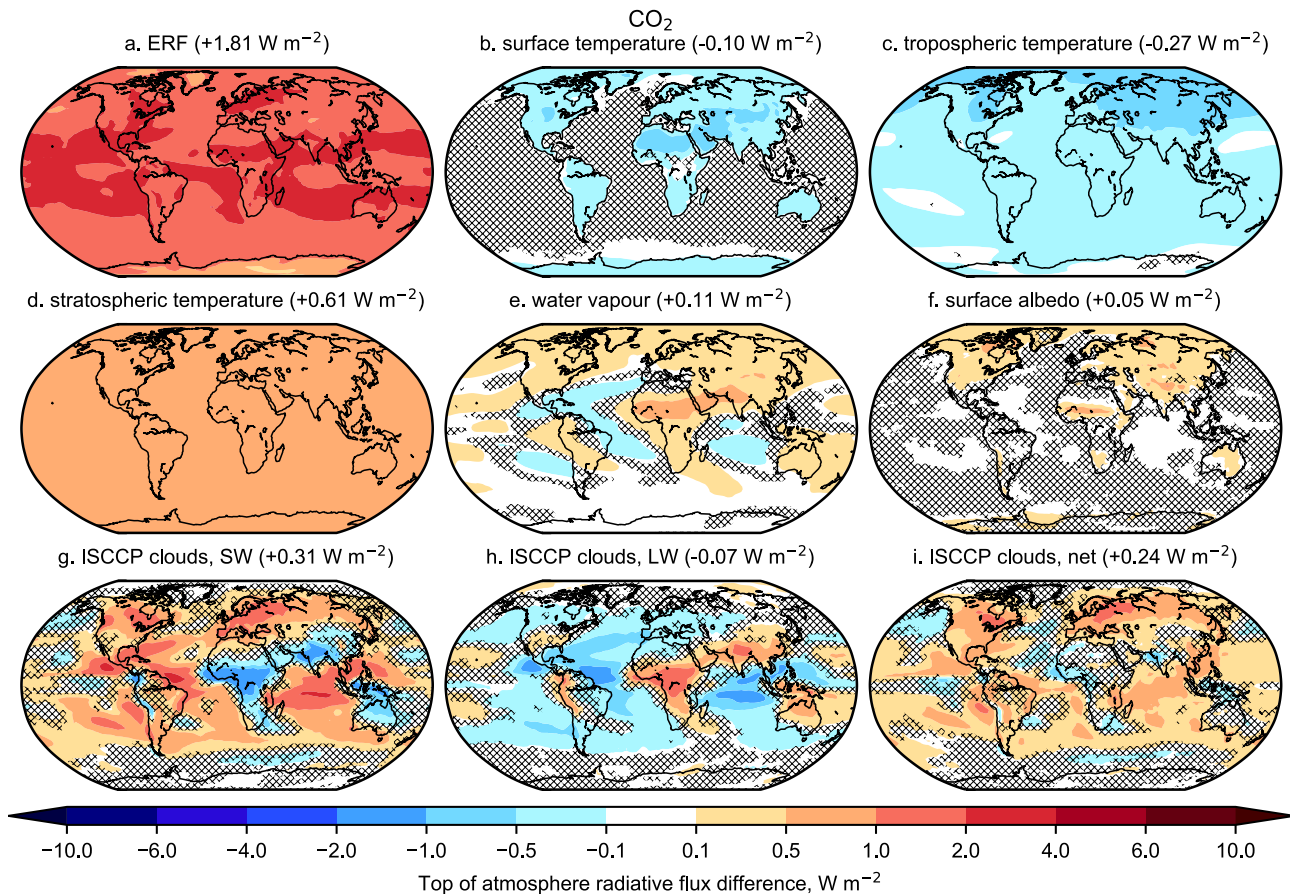 CO₂
a. ERF (+1.81 W m⁻²)
b. surface temperature (-0.10 W m⁻²)
c. tropospheric temperature (-0.27 W m⁻²)
d. stratospheric temperature (+0.61 W m⁻²)
e. water vapour (+0.11 W m⁻²)
f. surface albedo (+0.05 W m⁻²)
g. ISCCP clouds, SW (+0.31 W m⁻²)
h. ISCCP clouds, LW (-0.07 W m⁻²)
i. ISCCP clouds, net (+0.24 W m⁻²)
−10.0 −6.0 −4.0 −2.0 −1.0 −0.5 −0.1 0.1 0.5 1.0 2.0 4.0 6.0 10.0
Top of atmosphere radiative flux difference, W m⁻²